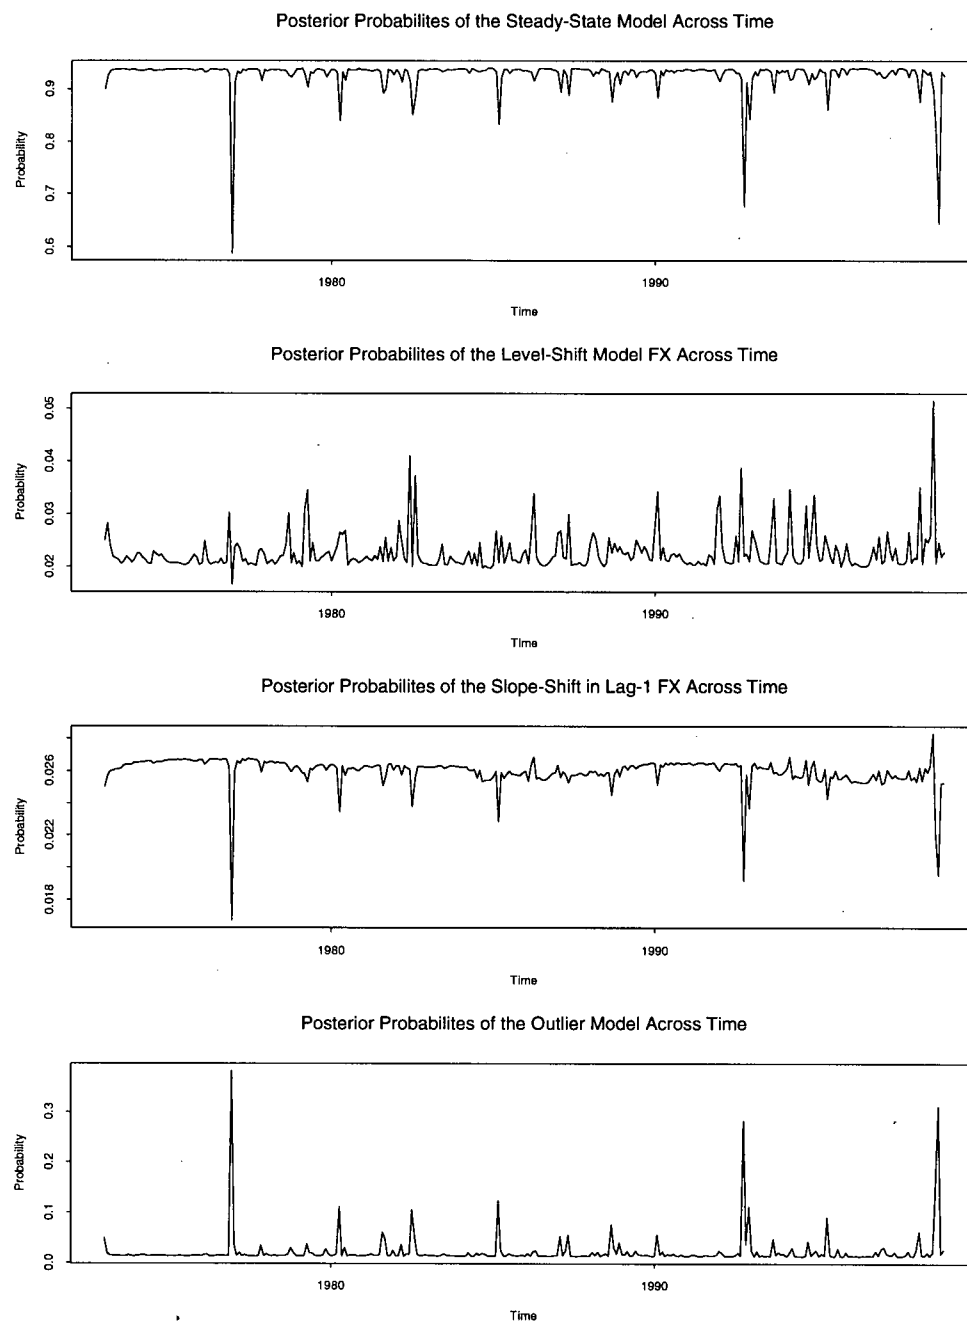 Posterior Probabilites of the Steady-State Model Across Time
0.9
0.8
0.7
0.6
Probability
1980
1990
Time
Posterior Probabilites of the Level-Shift Model FX Across Time
0.05
0.04
0.03
0.02
Probability
1980
1990
Time
Posterior Probabilites of the Slope-Shift in Lag-1 FX Across Time
0.026
0.022
0.018
Probability
1980
1990
Time
Posterior Probabilites of the Outlier Model Across Time
0.3
0.2
0.1
0.0
Probability
1980
1990
Time